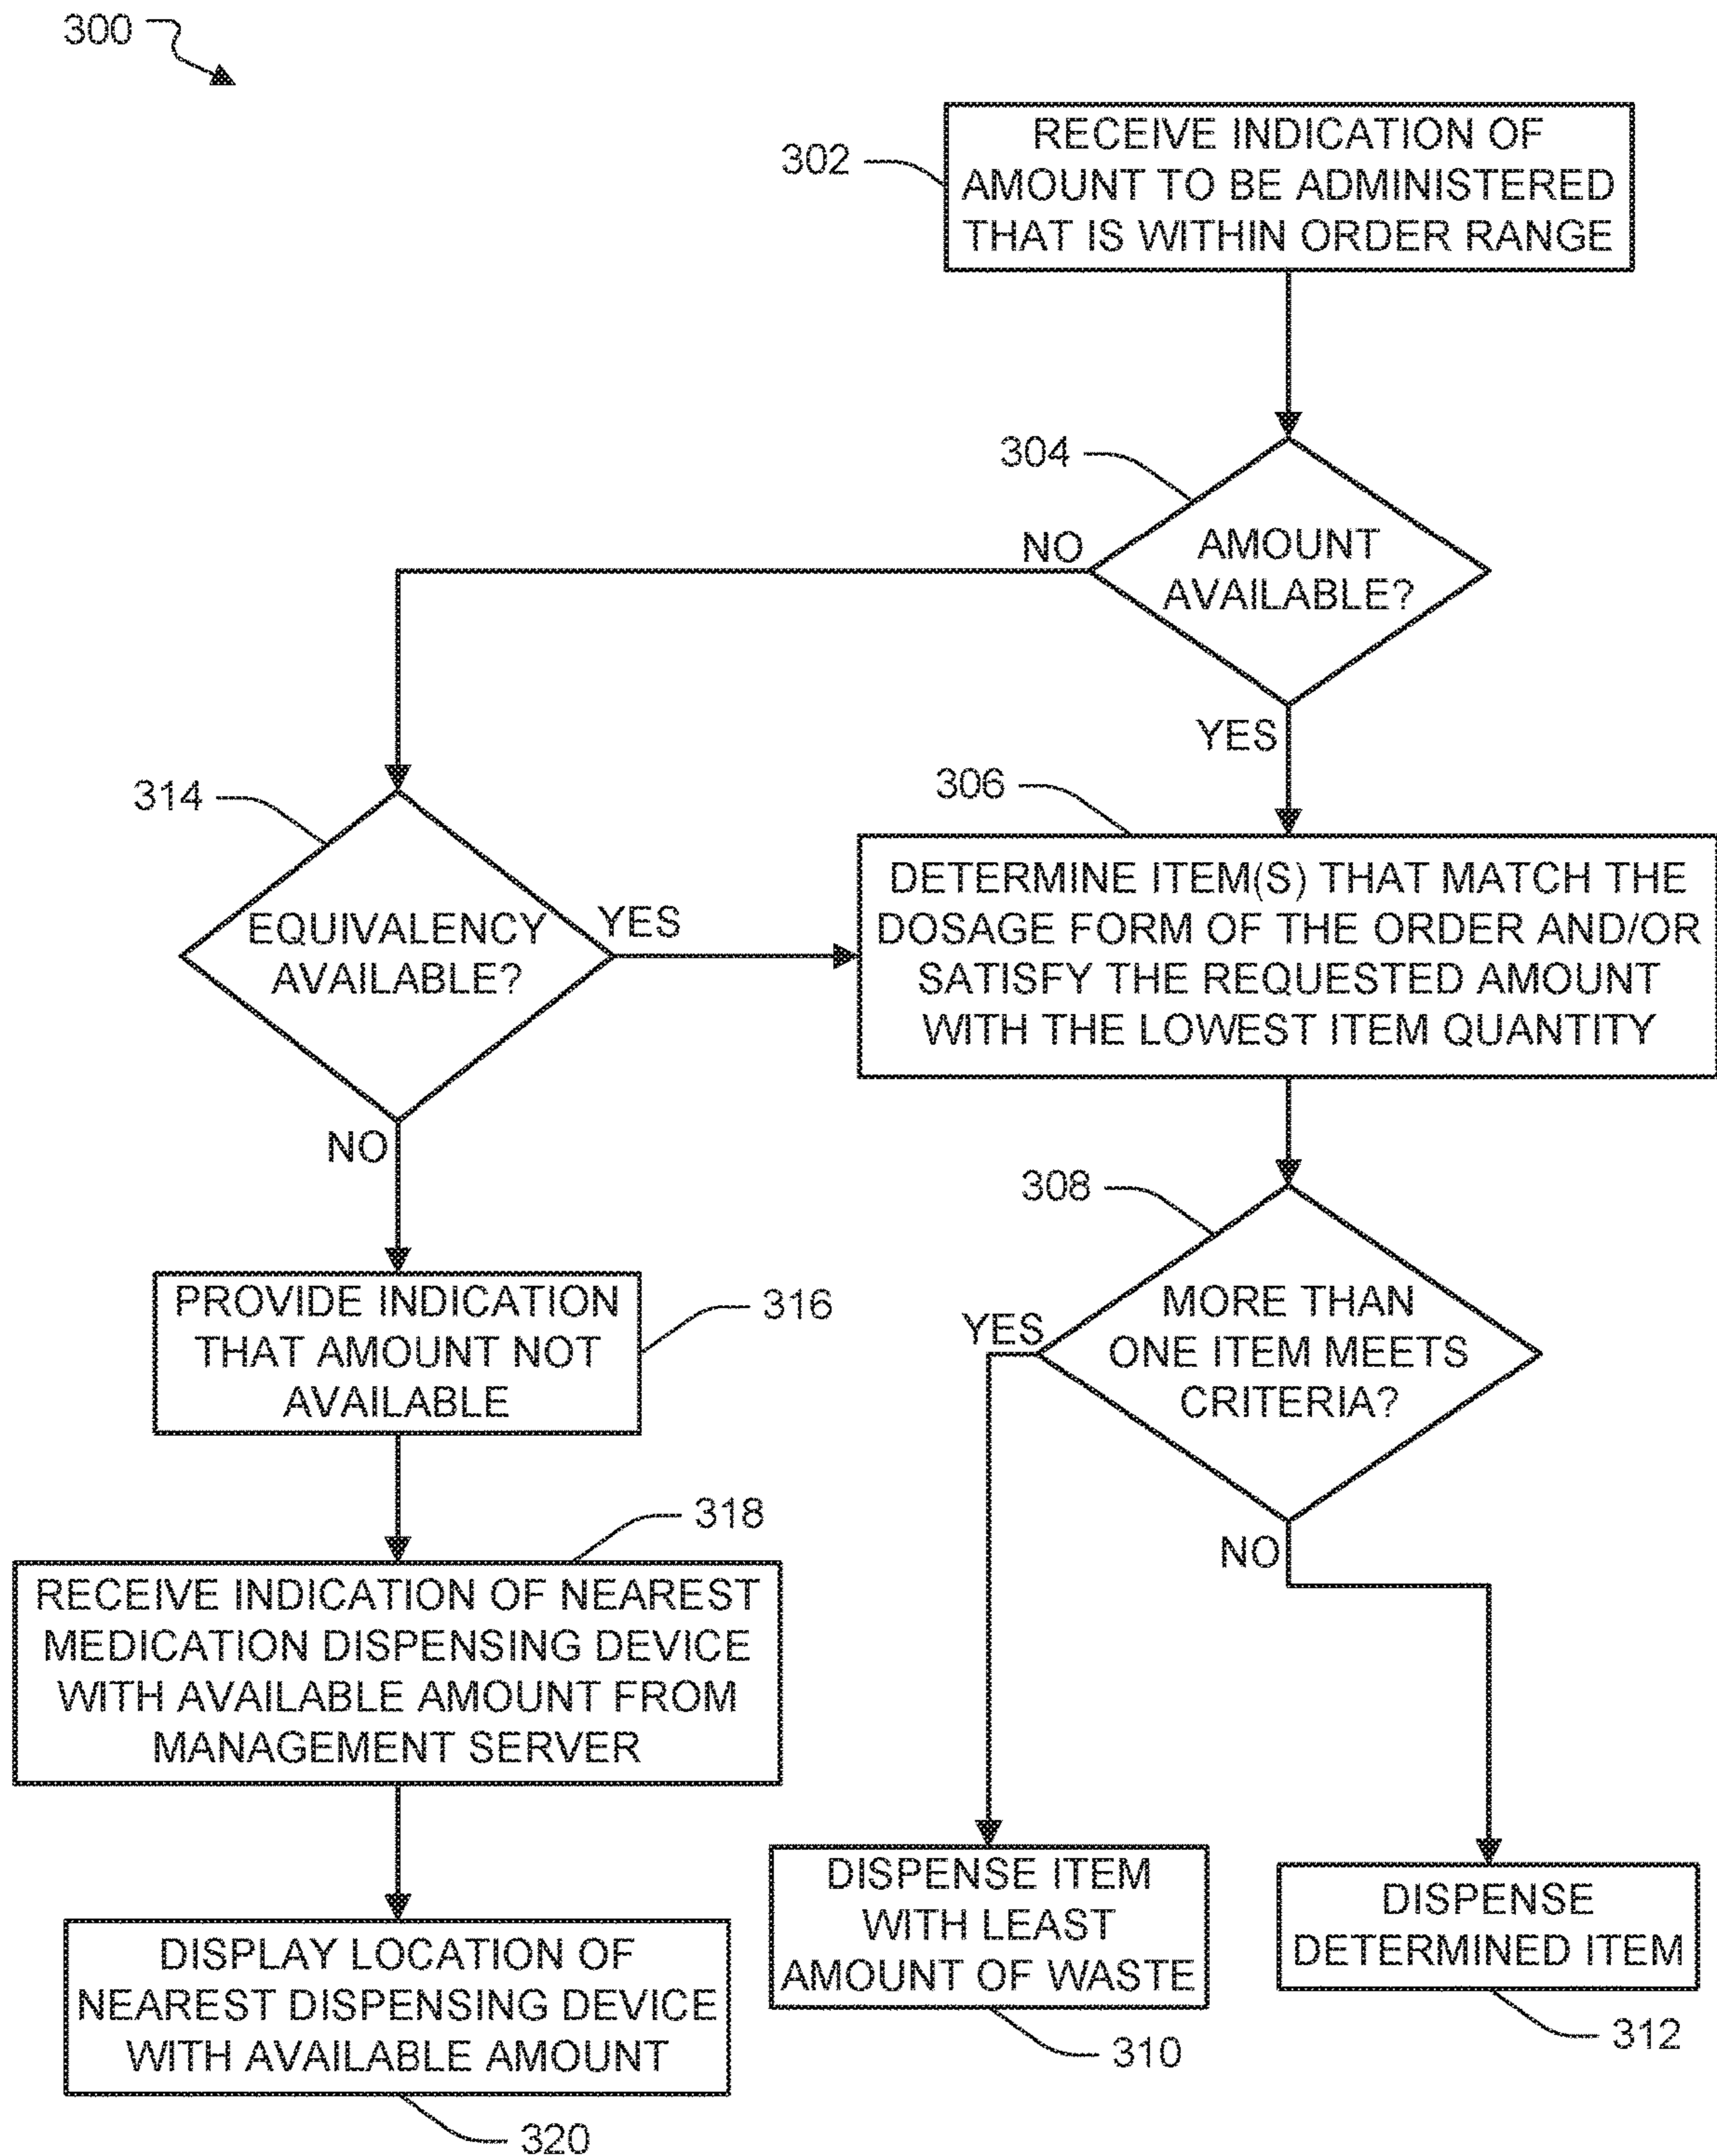 300
302
RECEIVE INDICATION OF
AMOUNT TO BE ADMINISTERED
THAT IS WITHIN ORDER RANGE
304
AMOUNT
AVAILABLE?
NO
YES
314
EQUIVALENCY
AVAILABLE?
YES
NO
306
DETERMINE ITEM(S) THAT MATCH THE
DOSAGE FORM OF THE ORDER AND/OR
SATISFY THE REQUESTED AMOUNT
WITH THE LOWEST ITEM QUANTITY
308
MORE THAN
ONE ITEM MEETS
CRITERIA?
YES
NO
PROVIDE INDICATION
THAT AMOUNT NOT
AVAILABLE
316
318
RECEIVE INDICATION OF NEAREST
MEDICATION DISPENSING DEVICE
WITH AVAILABLE AMOUNT FROM
MANAGEMENT SERVER
DISPLAY LOCATION OF
NEAREST DISPENSING DEVICE
WITH AVAILABLE AMOUNT
320
DISPENSE ITEM
WITH LEAST
AMOUNT OF WASTE
310
DISPENSE
DETERMINED ITEM
312